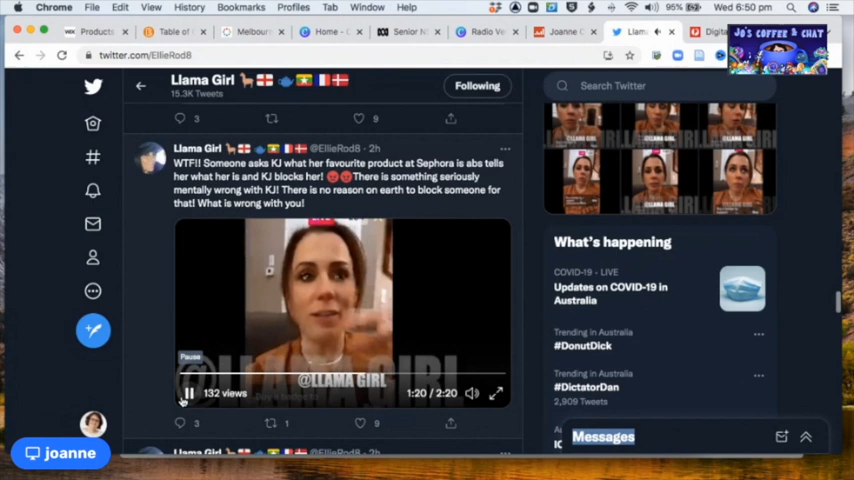 Chrome File Edit View History Bookmarks Profiles Tab Window Help
95% Wed 6:50 pm
Products
Table of
Melbourne
Home - C
Senior N
Radio Ve
Joanne C
Llama
Digita
JO'S COFFEE & CHAT
twitter.com/EllieRod8
Llama Girl
15.3K Tweets
Following
Search Twitter
3
9
Llama Girl @EllieRod8 · 2h
WTF!! Someone asks KJ what her favourite product at Sephora is abs tells
her what her is and KJ blocks her! There is something seriously
mentally wrong with KJ! There is no reason on earth to block someone for
that! What is wrong with you!
LIVE
Pause
@LLAMA GIRL
@LLAMA GIRL
132 views
1:20 / 2:20
3
1
9
Llama Girl @EllieRod8 · 2h
What's happening
COVID-19 · LIVE
Updates on COVID-19 in
Australia
Trending in Australia
#DonutDick
Trending in Australia
#DictatorDan
2,909 Tweets
Messages
joanne